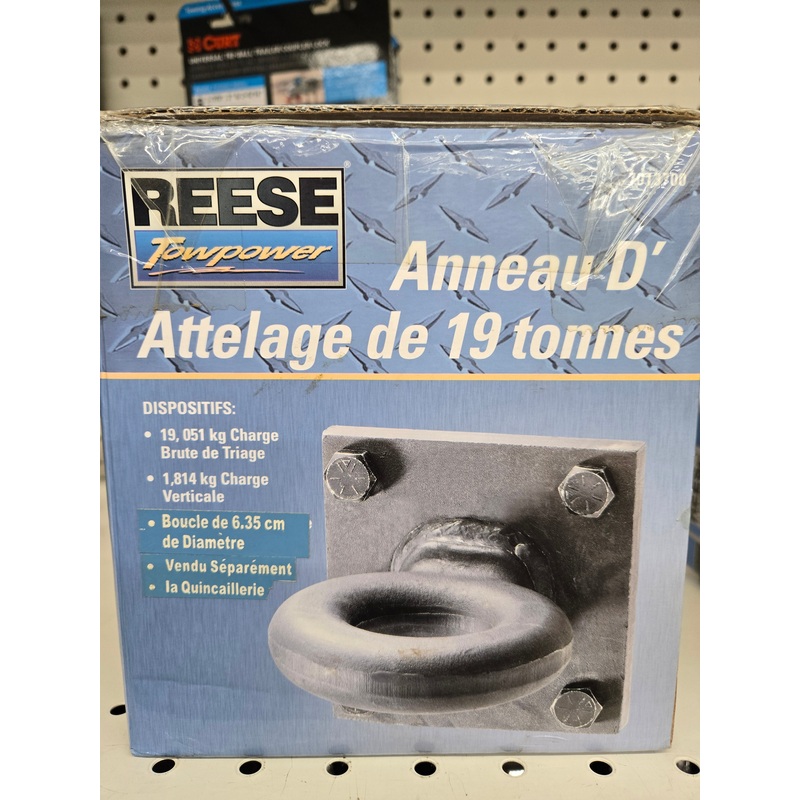 CURT
REESE
Towpower
Anneau D'
Attelage de 19 tonnes
DISPOSITIFS:
• 19, 051 kg Charge
Brute de Triage
• 1,814 kg Charge
Verticale
• Boucle de 6.35 cm
de Diametre
• Vendu Séparément
• la Quincaillerie